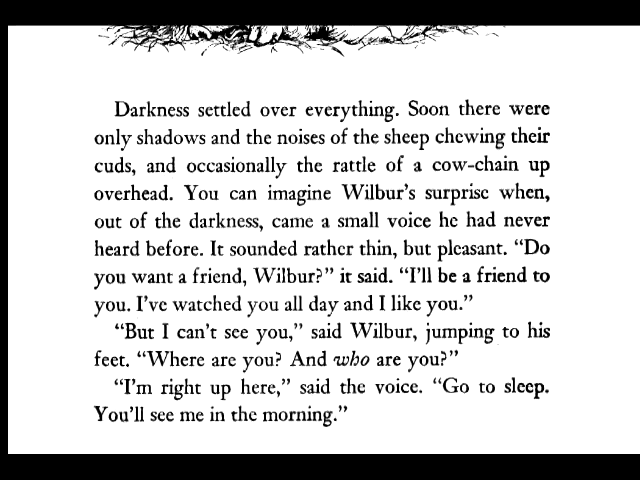 Darkness settled over everything. Soon there were
only shadows and the noises of the sheep chewing their
cuds, and occasionally the rattle of a cow-chain up
overhead. You can imagine Wilbur's surprise when,
out of the darkness, came a small voice he had never
heard before. It sounded rather thin, but pleasant. “Do
you want a friend, Wilbur?” it said. “I'll be a friend to
you. I've watched you all day and I like you.”
“But I can't see you,” said Wilbur, jumping to his
feet. “Where are you? And who are you?”
“I'm right up here,” said the voice. “Go to sleep.
You'll see me in the morning.”